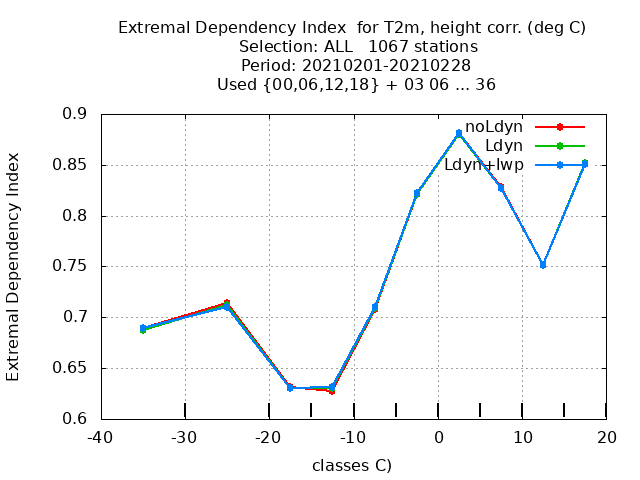 Extremal Dependency Index  for T2m, height corr. (deg C)
Selection: ALL   1067 stations
Period: 20210201-20210228
Used {00,06,12,18} + 03 06 ... 36
Extremal Dependency Index
0.9
0.85
0.8
0.75
0.7
0.65
0.6
noLdyn
Ldyn
Ldyn+lwp
-40 -30 -20 -10 0 10 20
classes C)